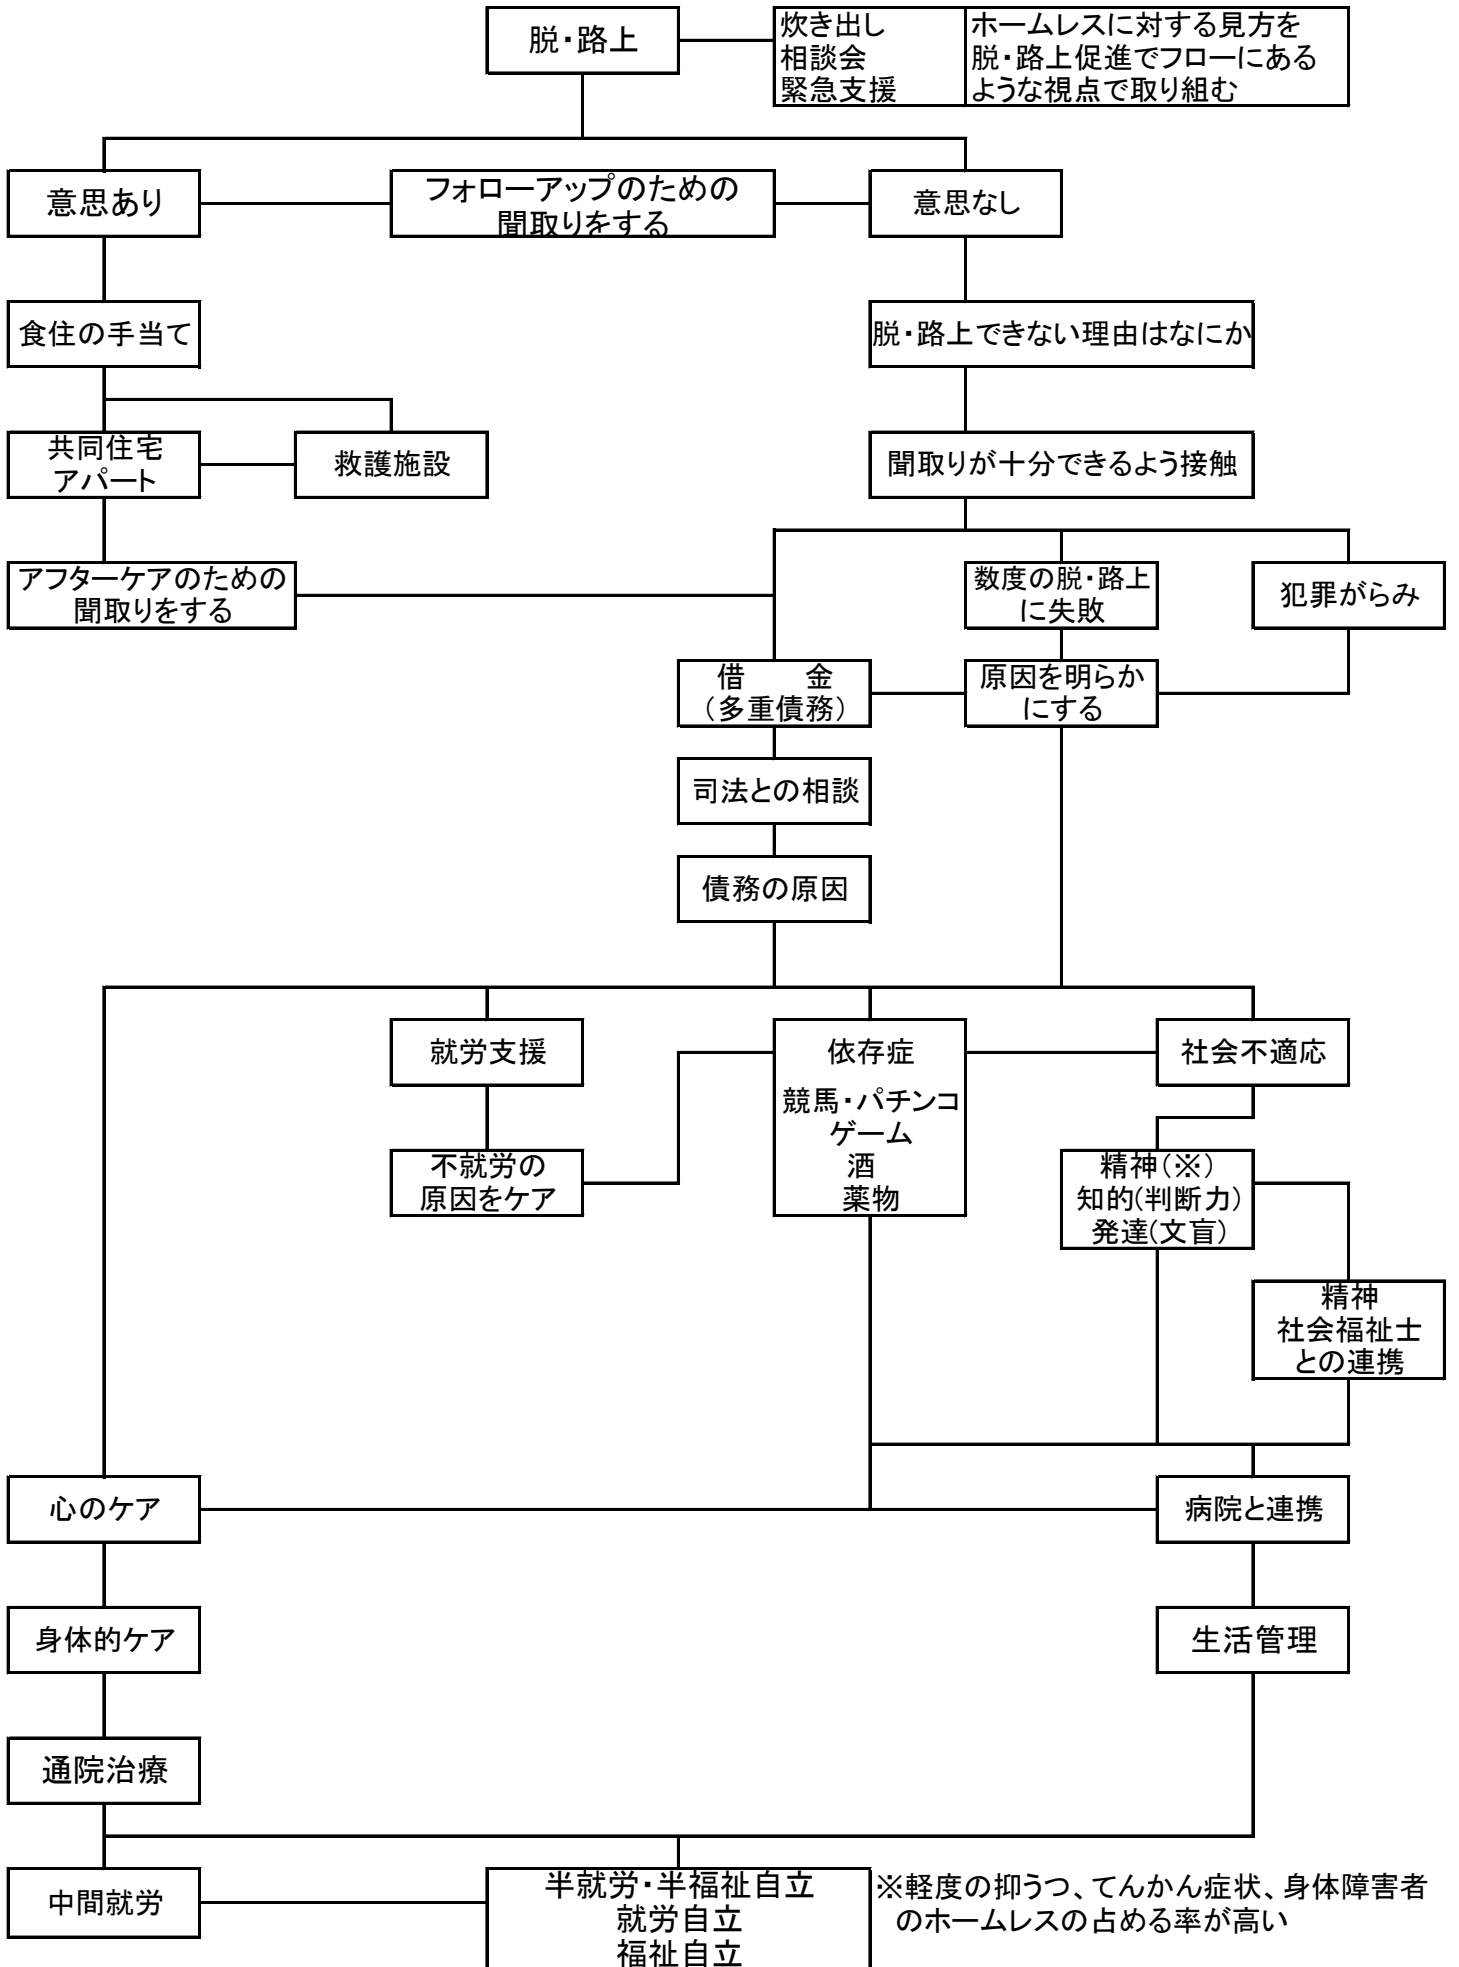 脱・路上
炊き出し
相談会
緊急支援
ホームレスに対する見方を
脱・路上促進でフローにある
ような視点で取り組む
意思あり
フォローアップのための
聞取りをする
意思なし
食住の手当て
脱・路上できない理由はなにか
共同住宅
アパート
救護施設
聞取りが十分できるよう接触
アフターケアのための
聞取りをする
数度の脱・路上
に失敗
犯罪がらみ
借　　金
（多重債務）
原因を明らか
にする
司法との相談
債務の原因
就労支援
依存症
競馬・パチンコ
ゲーム
酒
薬物
社会不適応
不就労の
原因をケア
精神（※）
知的(判断力)
発達(文盲)
精神
社会福祉士
との連携
心のケア
病院と連携
身体的ケア
生活管理
通院治療
中間就労
半就労・半福祉自立
就労自立
福祉自立
※軽度の抑うつ、てんかん症状、身体障害者
のホームレスの占める率が高い